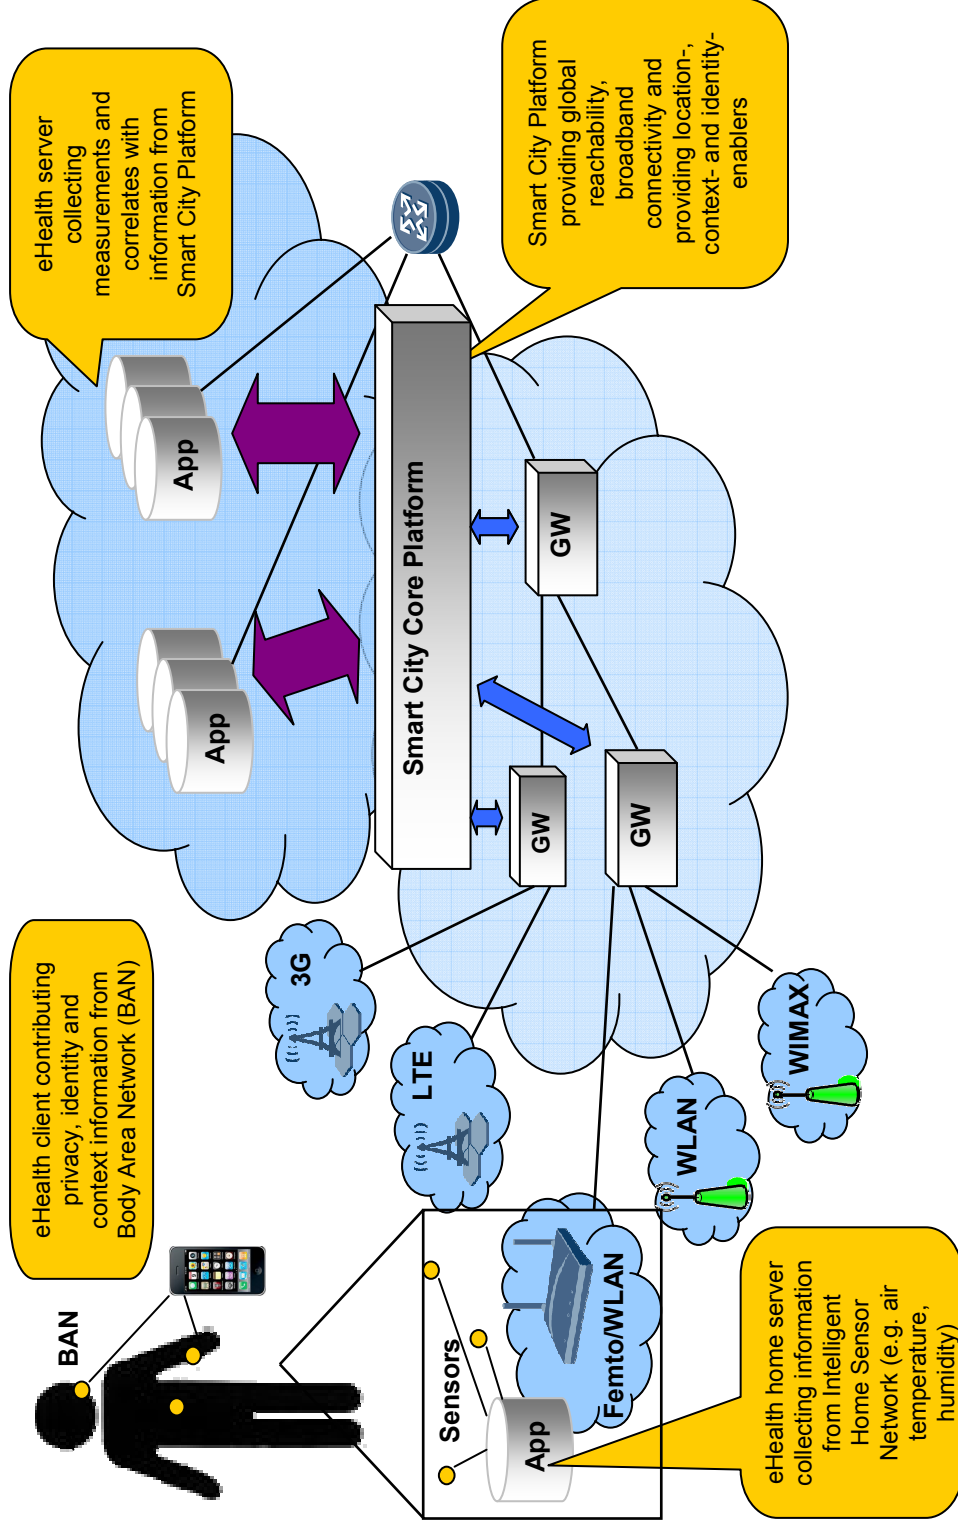 eHealth client contributing
privacy, identity and
context information from
Body Area Network (BAN)
eHealth server
collecting
measurements and
correlates with
information from
Smart City Platform
BAN
3G
App
App
LTE
Smart City Core Platform
Sensors
App
Femto/WLAN
WLAN
WIMAX
GW
GW
GW
Smart City Platform
providing global
reachability,
broadband
connectivity and
providing location-,
context- and identity-
enablers
eHealth home server
collecting information
from Intelligent
Home Sensor
Network (e.g. air
temperature,
humidity)